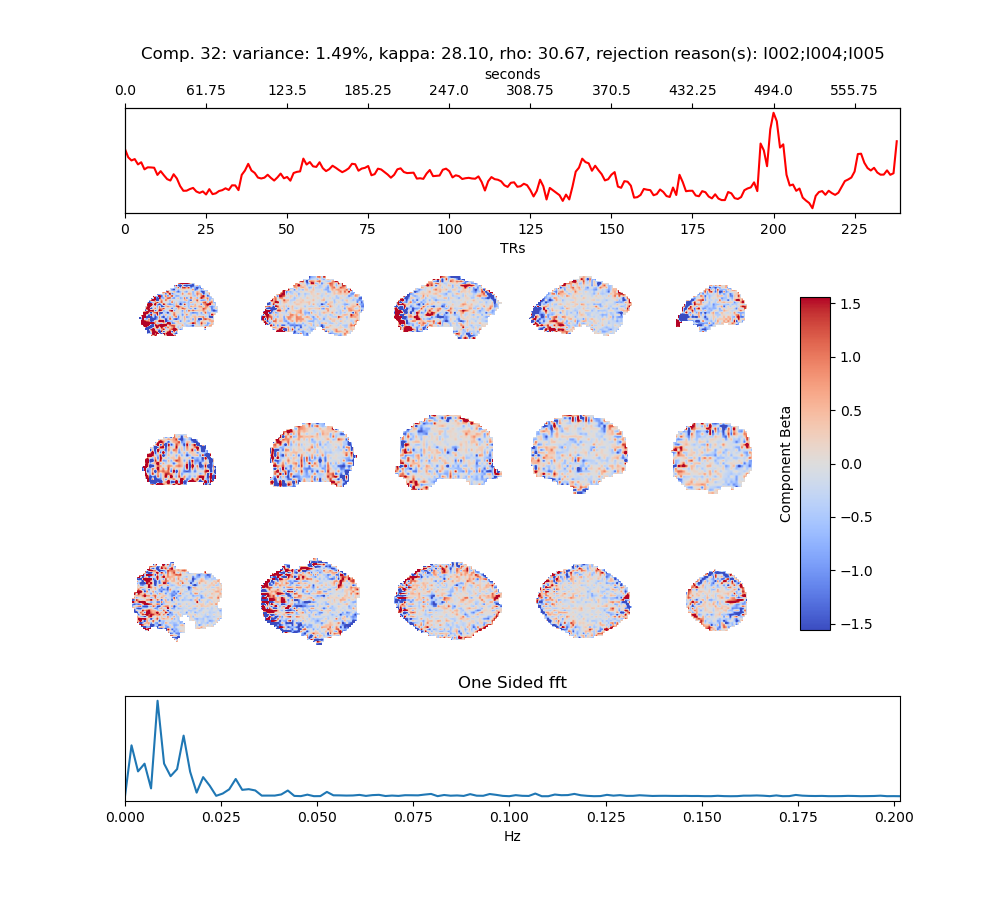 Comp. 32: variance: 1.49%, kappa: 28.10, rho: 30.67, rejection reason(s): I002;I004;I005
seconds
0.0 61.75 123.5 185.25 247.0 308.75 370.5 432.25 494.0 555.75
0 25 50 75 100 125 150 175 200 225
TRs
Component Beta
1.5
1.0
0.5
0.0
−0.5
−1.0
−1.5
One Sided fft
0.000 0.025 0.050 0.075 0.100 0.125 0.150 0.175 0.200
Hz